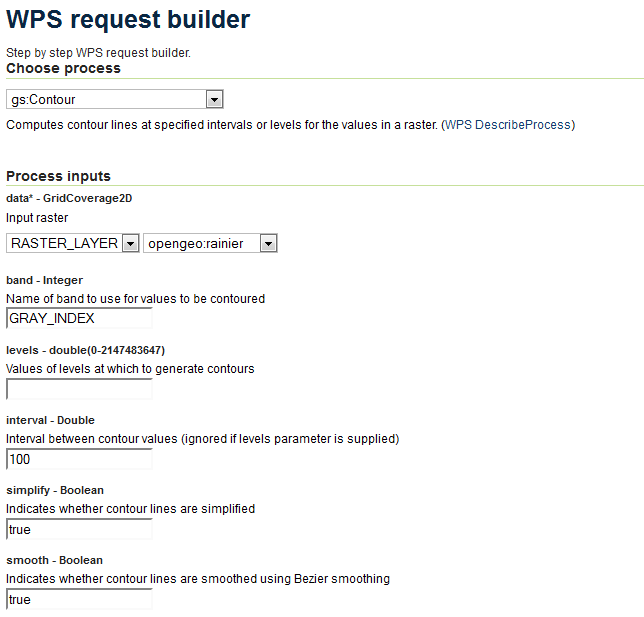 WPS request builder
Step by step WPS request builder.
Choose process
gs:Contour
Computes contour lines at specified intervals or levels for the values in a raster. (WPS DescribeProcess)
Process inputs
data* - GridCoverage2D
Input raster
RASTER_LAYER opengeo:rainier
band - Integer
Name of band to use for values to be contoured
GRAY_INDEX
levels - double(0-2147483647)
Values of levels at which to generate contours
interval - Double
Interval between contour values (ignored if levels parameter is supplied)
100
simplify - Boolean
Indicates whether contour lines are simplified
true
smooth - Boolean
Indicates whether contour lines are smoothed using Bezier smoothing
true